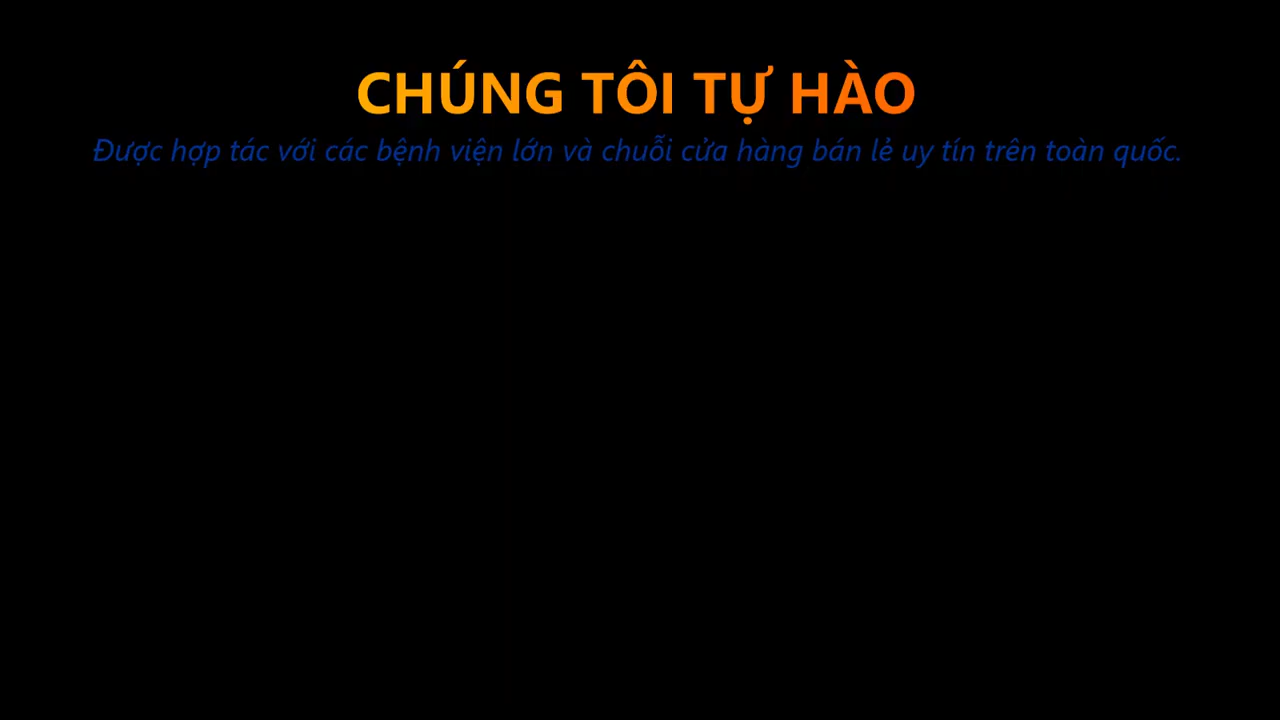 CHÚNG TÔI TỰ HÀO
Được hợp tác với các bệnh viện lớn và chuỗi cửa hàng bán lẻ uy tín trên toàn quốc.